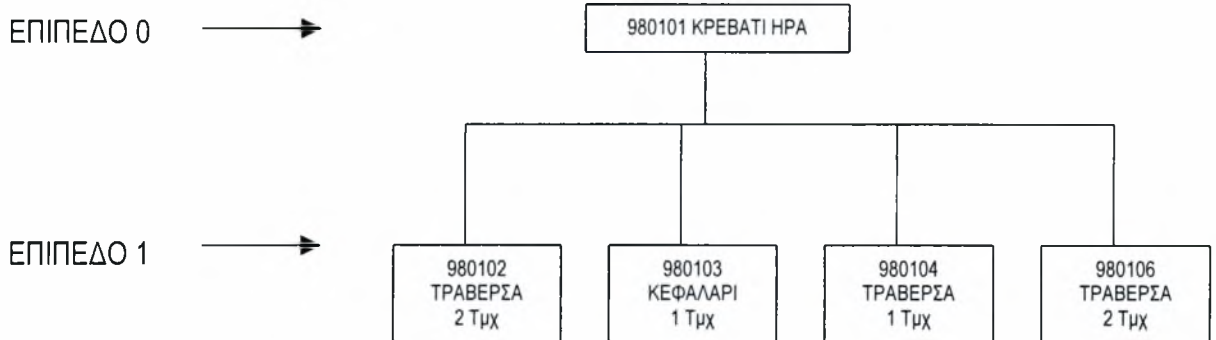 ΕΠΙΠΕΔΟ 0
980101 ΚΡΕΒΑΤΙ ΗΡΑ
ΕΠΙΠΕΔΟ 1
980102
ΤΡΑΒΕΡΣΑ
2 Τμχ
980103
ΚΕΦΑΛΑΡΙ
1 Τμχ
980104
ΤΡΑΒΕΡΣΑ
1 Τμχ
980106
ΤΡΑΒΕΡΣΑ
2 Τμχ